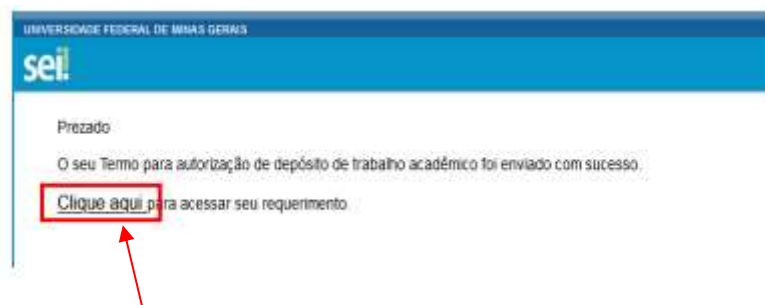 UNIVERSIDADE FEDERAL DE MINAS GERAIS
sei!
Prezado
O seu Termo para autorização de depósito de trabalho acadêmico foi enviado com sucesso.
Clique aqui para acessar seu requerimento